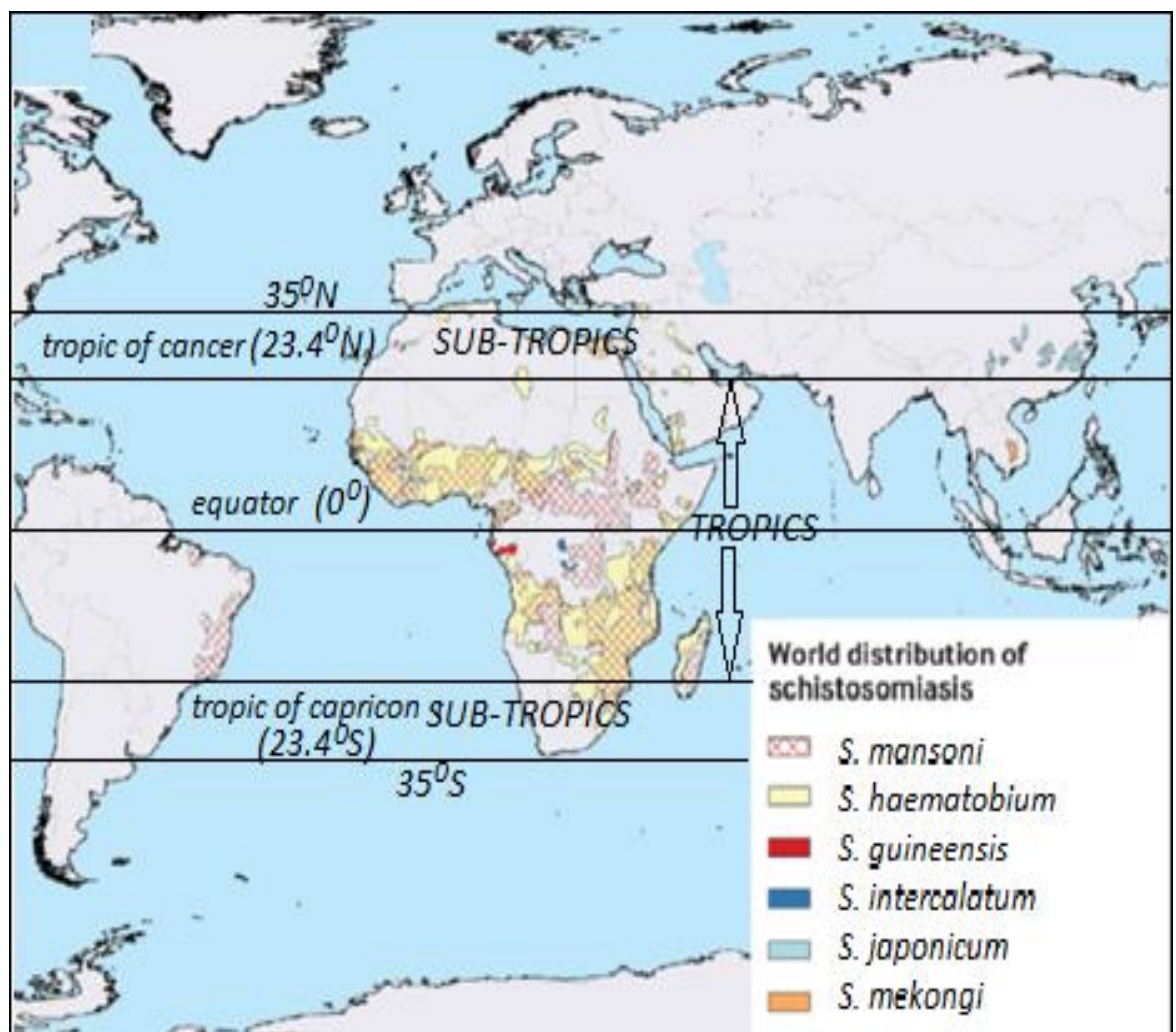 35⁰N
tropic of cancer (23.4⁰N) SUB-TROPICS
equator (0⁰)
TROPICS
tropic of capricon SUB-TROPICS
(23.4⁰S)
35⁰S
World distribution of
schistosomiasis
S. mansoni
S. haematobium
S. guineensis
S. intercalatum
S. japonicum
S. mekongi